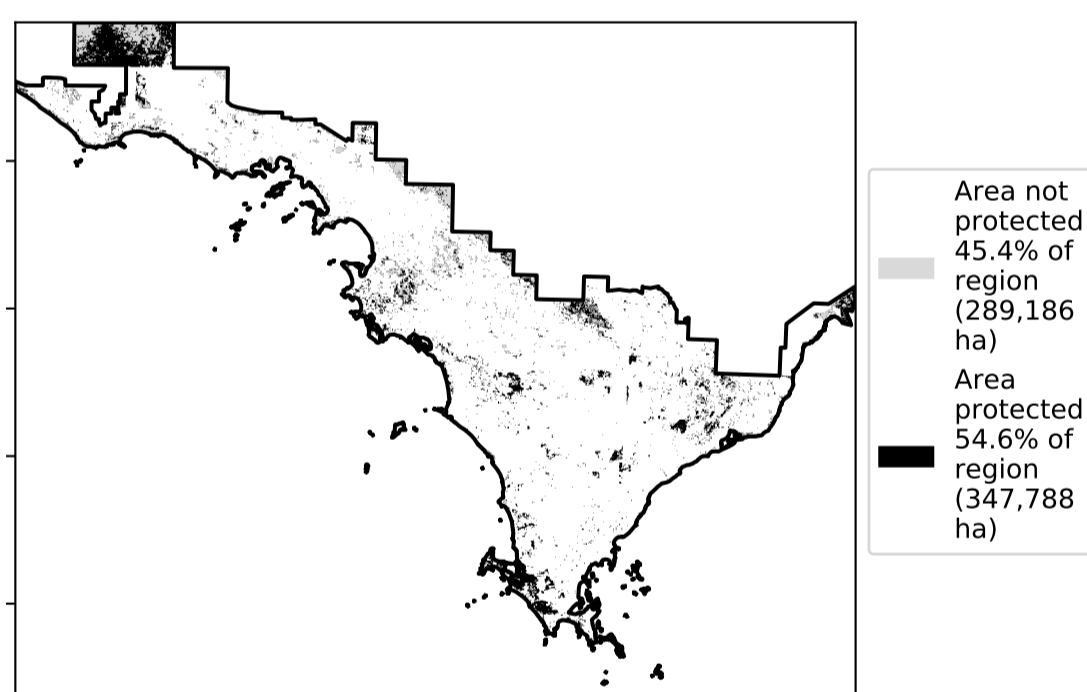 Area not
protected
45.4% of
region
(289,186
ha)
Area
protected
54.6% of
region
(347,788
ha)